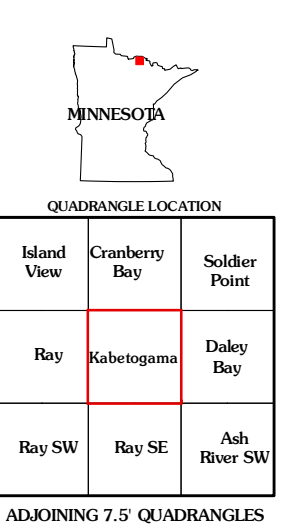 MINNESOTA
QUADRANGLE LOCATION
Island
View
Cranberry
Bay
Soldier
Point
Ray
Kabetogama
Daley
Bay
Ray SW
Ray SE
Ash
River SW
ADJOINING 7.5' QUADRANGLES